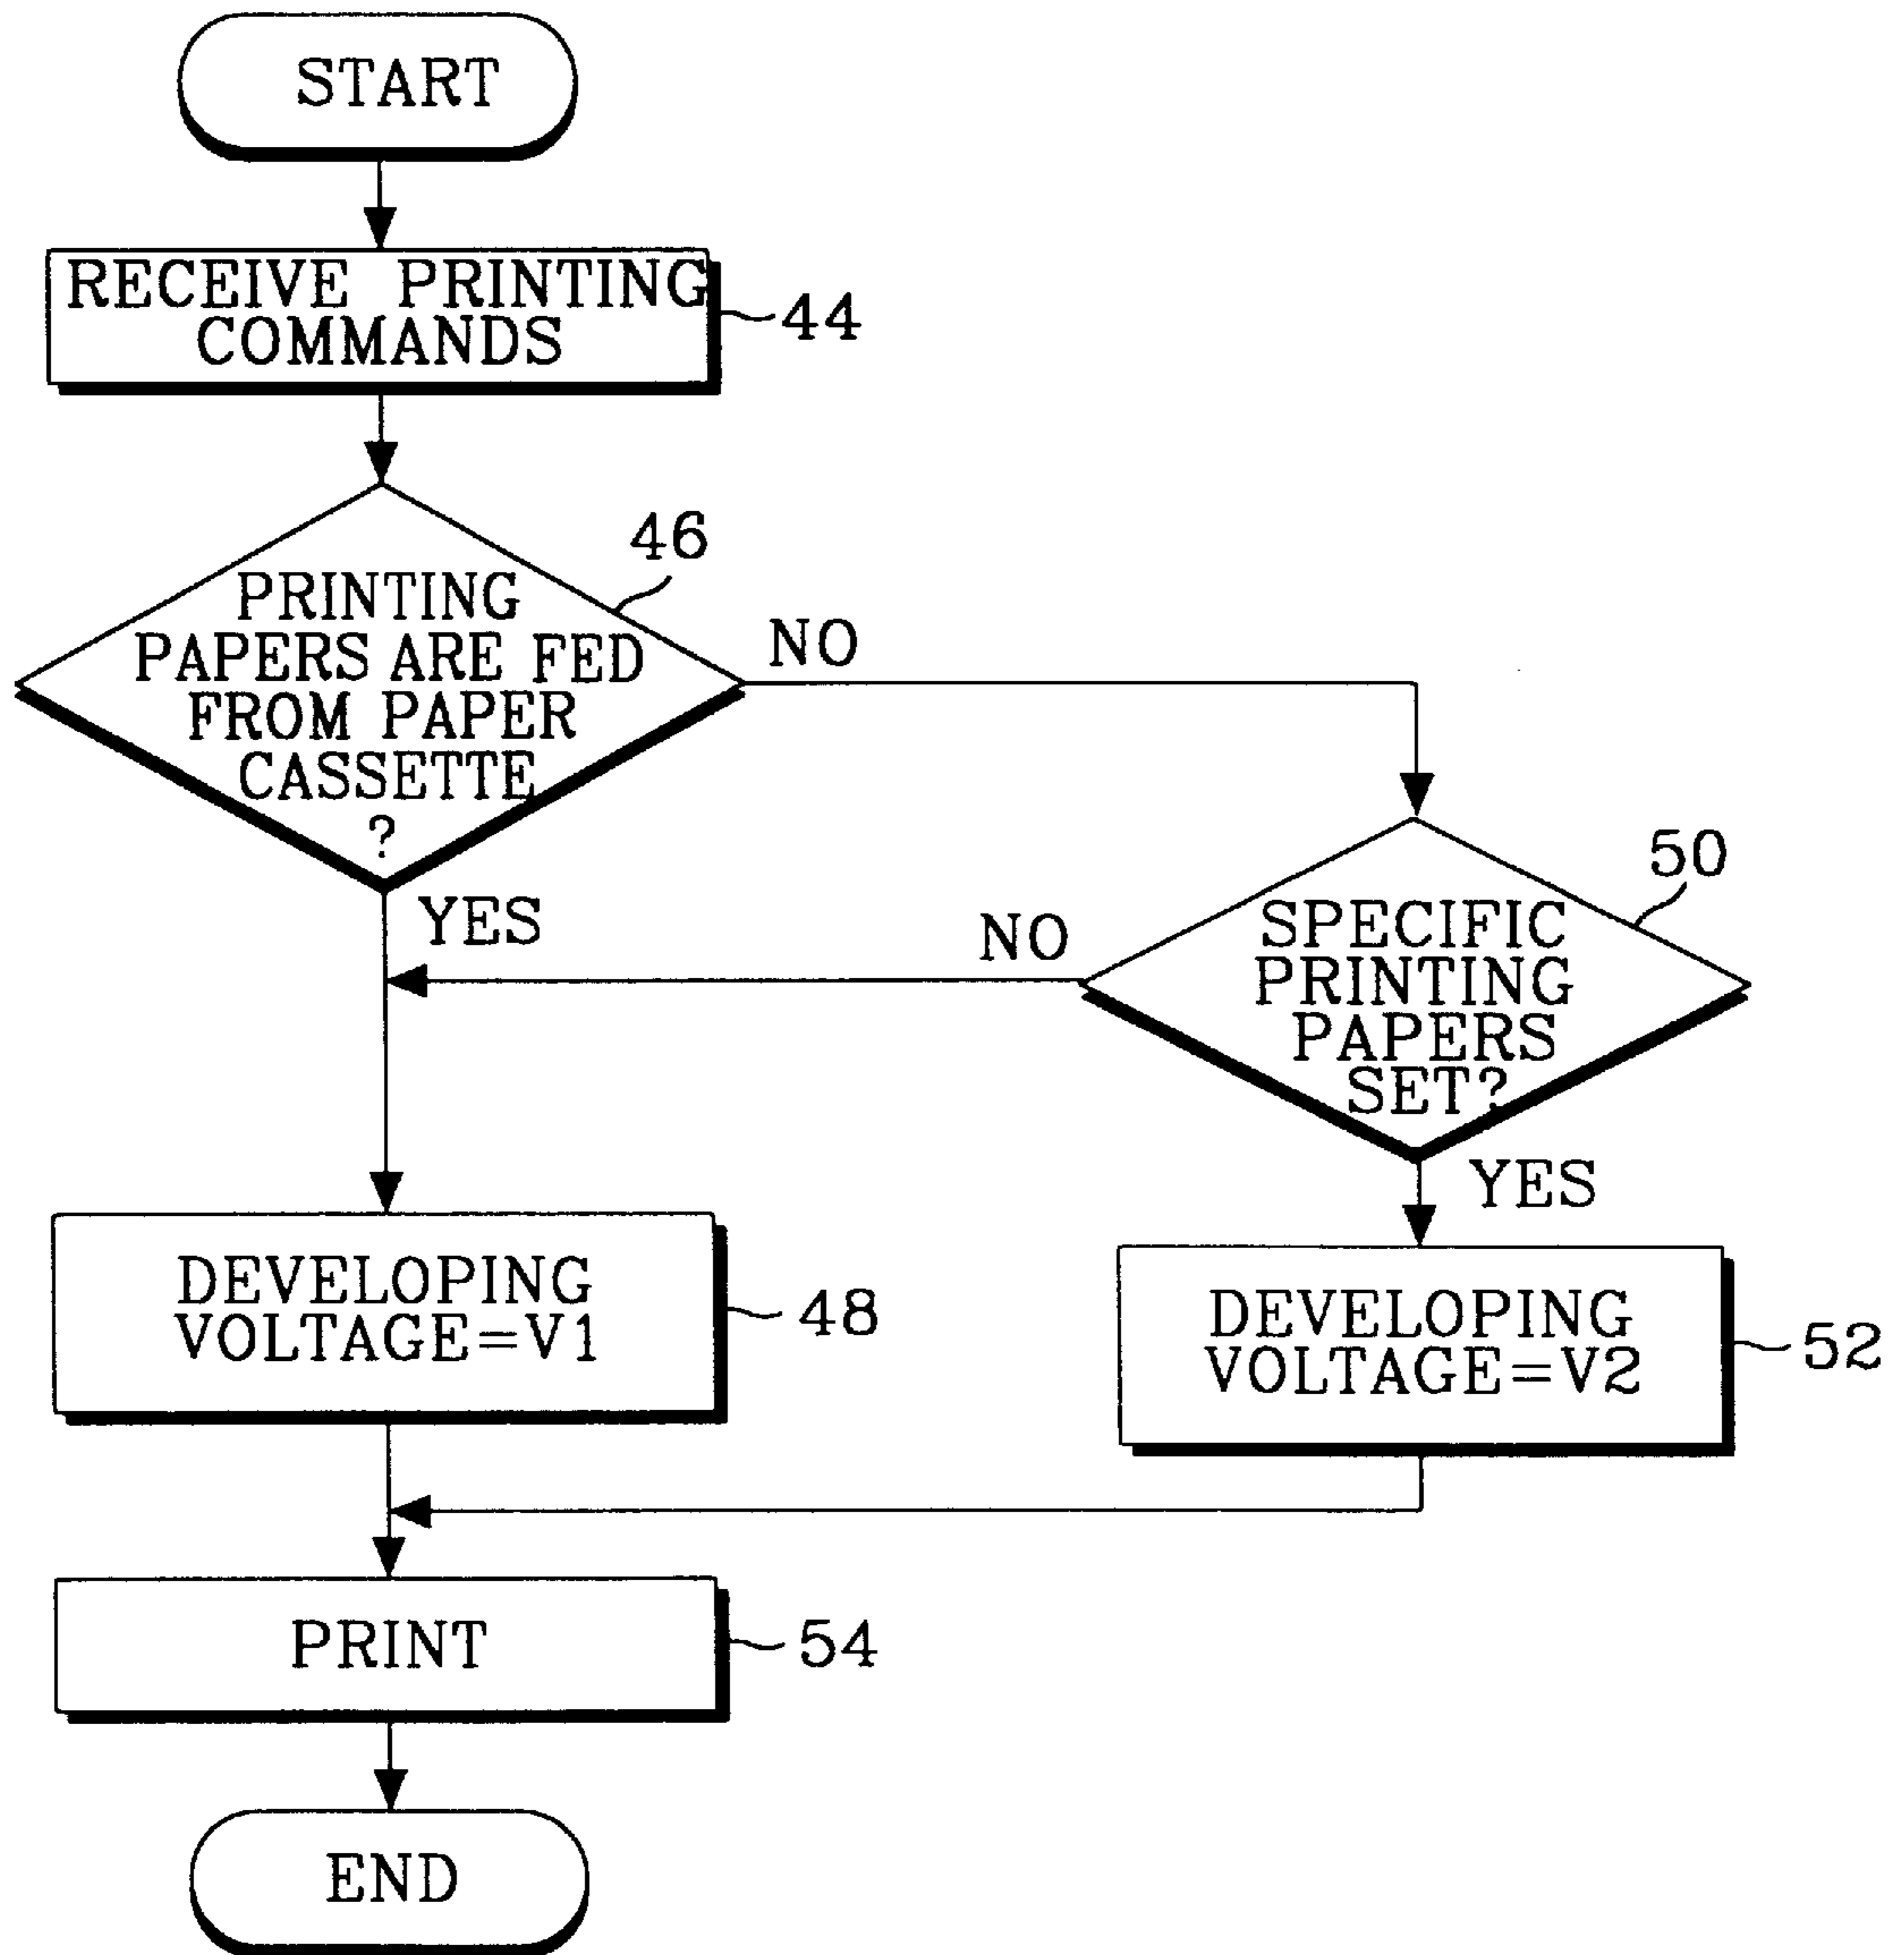 START
RECEIVE PRINTING
COMMANDS
44
46
PRINTING
PAPERS ARE FED
FROM PAPER
CASSETTE
?
NO
YES
50
SPECIFIC
PRINTING
PAPERS
SET?
NO
YES
DEVELOPING
VOLTAGE=V1
48
DEVELOPING
VOLTAGE=V2
52
PRINT
54
END